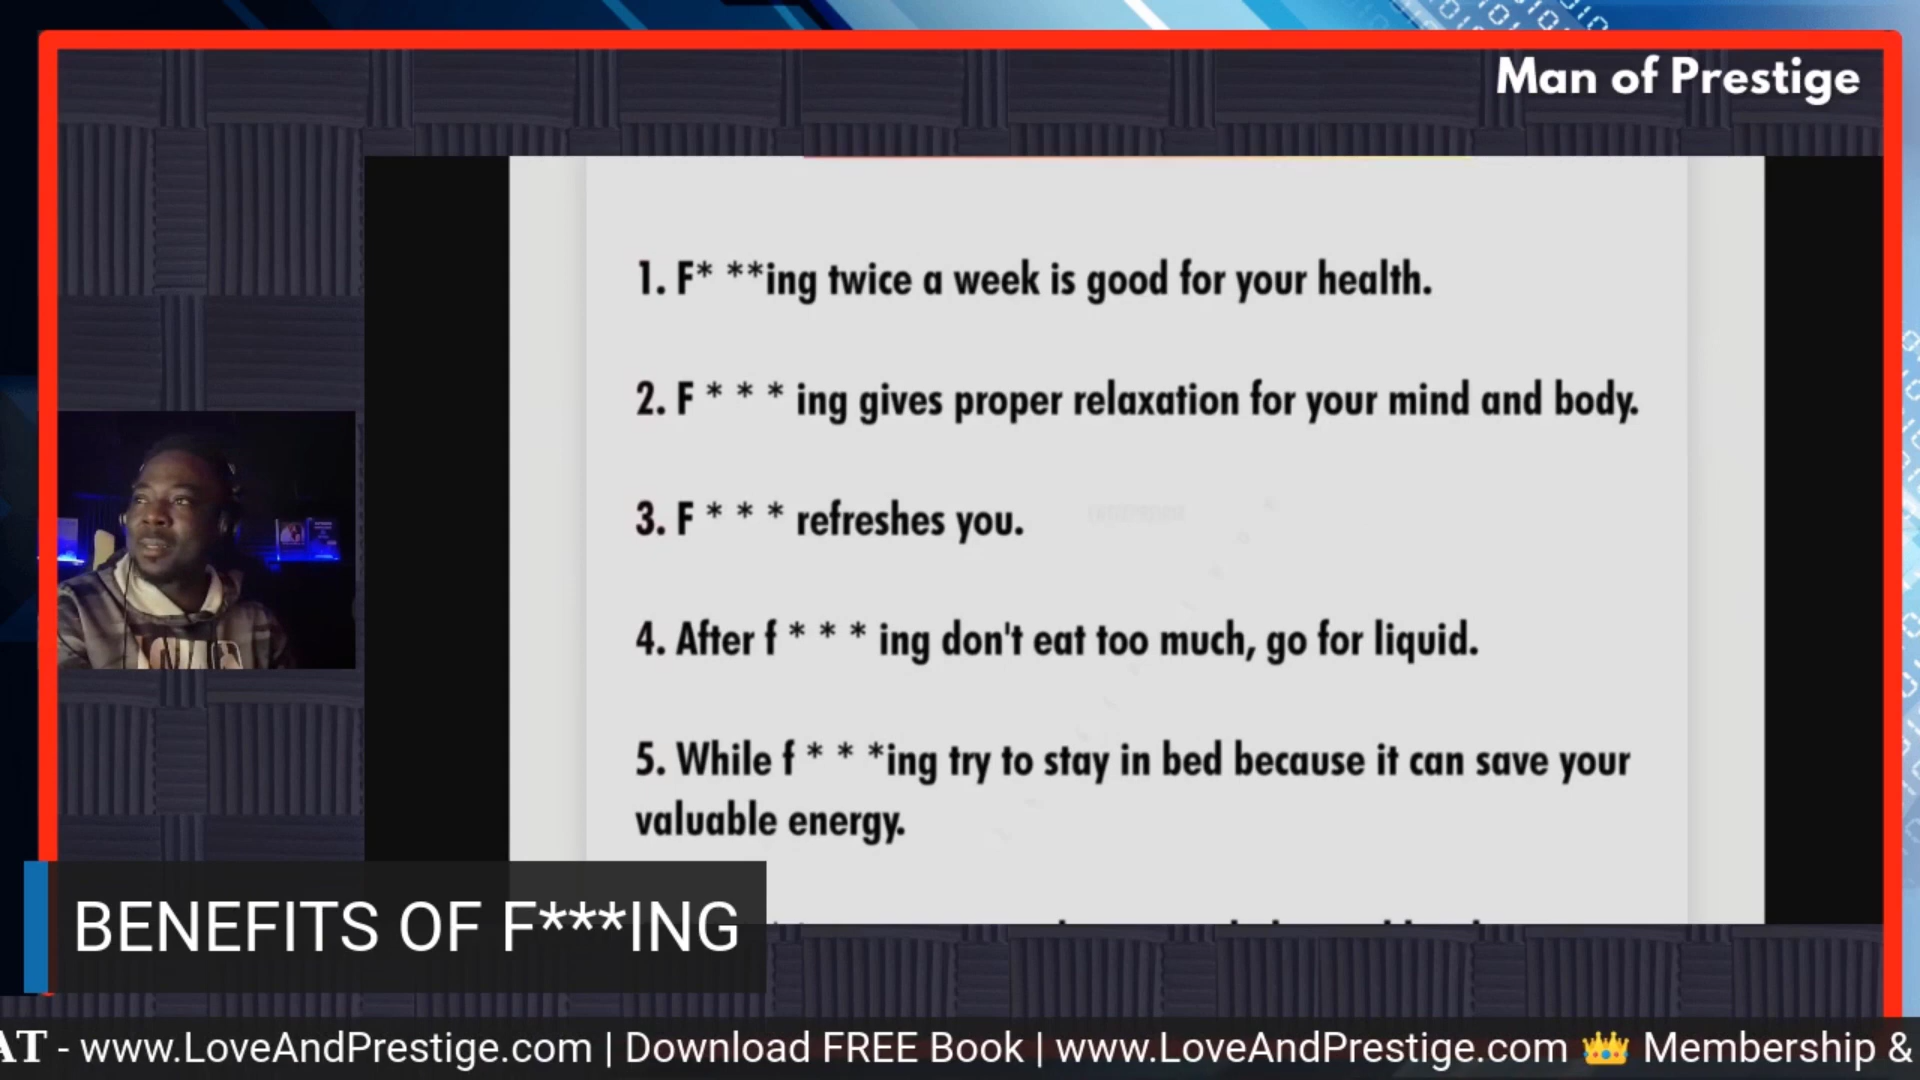 Man of Prestige
1. F* **ing twice a week is good for your health.
2. F * * * ing gives proper relaxation for your mind and body.
3. F * * * refreshes you.
4. After f * * * ing don't eat too much, go for liquid.
5. While f * * *ing try to stay in bed because it can save your
valuable energy.
BENEFITS OF F***ING
AT - www.LoveAndPrestige.com | Download FREE Book | www.LoveAndPrestige.com 👑 Membership &